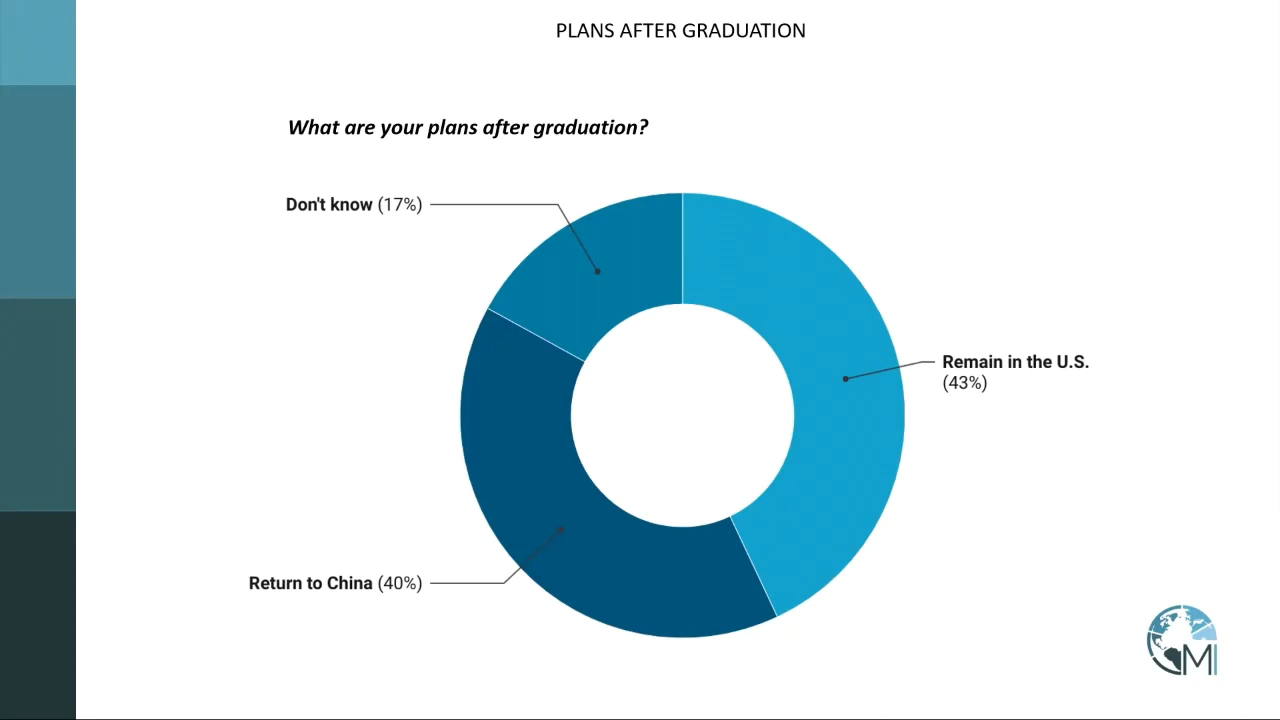 PLANS AFTER GRADUATION
What are your plans after graduation?
Don't know (17%)
Remain in the U.S.
(43%)
Return to China (40%)
MI